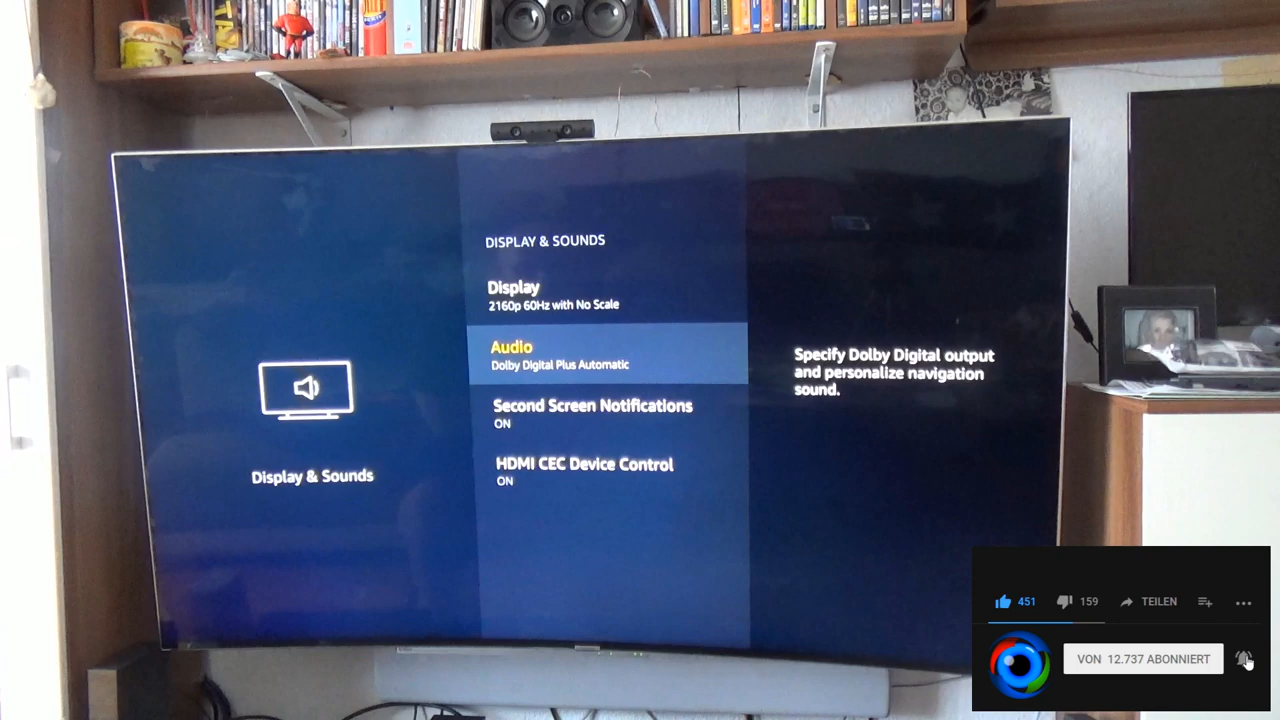 DISPLAY & SOUNDS
Display
2160p 60Hz with No Scale
Audio
Dolby Digital Plus Automatic
Second Screen Notifications
ON
HDMI CEC Device Control
ON
Display & Sounds
Specify Dolby Digital output
and personalize navigation
sound.
451
159
TEILEN
VON 12.737 ABONNIERT